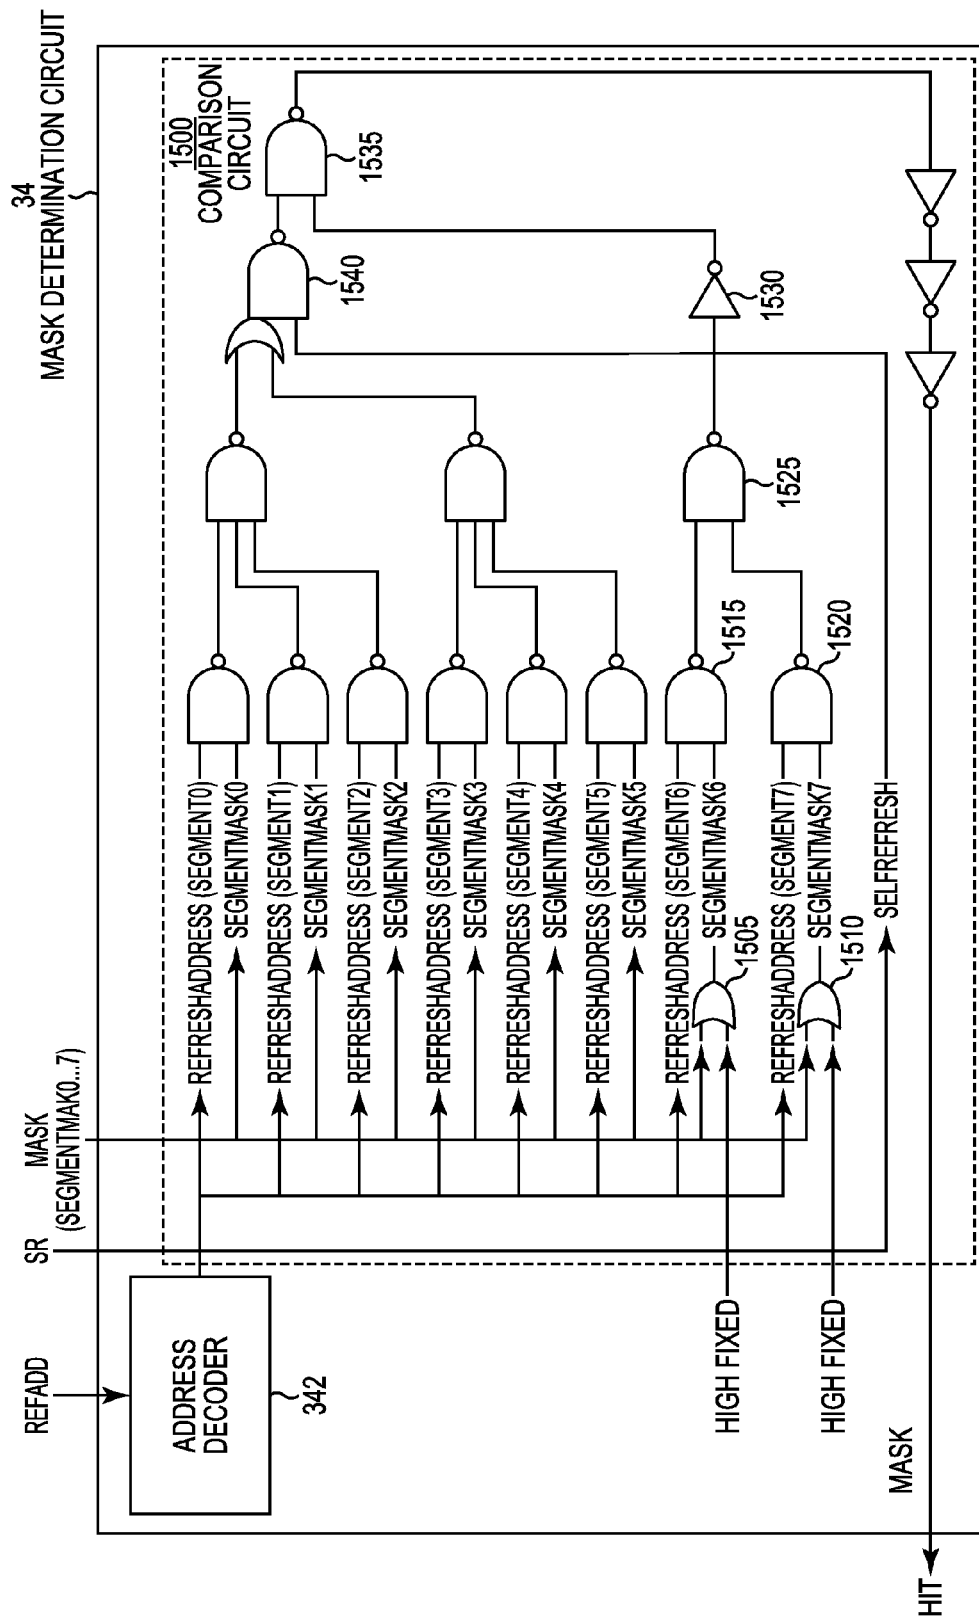 34
MASK DETERMINATION CIRCUIT
REFADD
SR
MASK
(SEGMENTMAK0...7)
ADDRESS
DECODER
342
1500
COMPARISON
CIRCUIT
REFRESHADDRESS (SEGMENT0)
SEGMENTMASK0
REFRESHADDRESS (SEGMENT1)
SEGMENTMASK1
REFRESHADDRESS (SEGMENT2)
SEGMENTMASK2
REFRESHADDRESS (SEGMENT3)
SEGMENTMASK3
REFRESHADDRESS (SEGMENT4)
SEGMENTMASK4
REFRESHADDRESS (SEGMENT5)
SEGMENTMASK5
REFRESHADDRESS (SEGMENT6)
SEGMENTMASK6
1505
REFRESHADDRESS (SEGMENT7)
SEGMENTMASK7
1510
SELFREFRESH
1515
1520
1525
1530
1535
1540
HIGH FIXED
HIGH FIXED
MASK
HIT